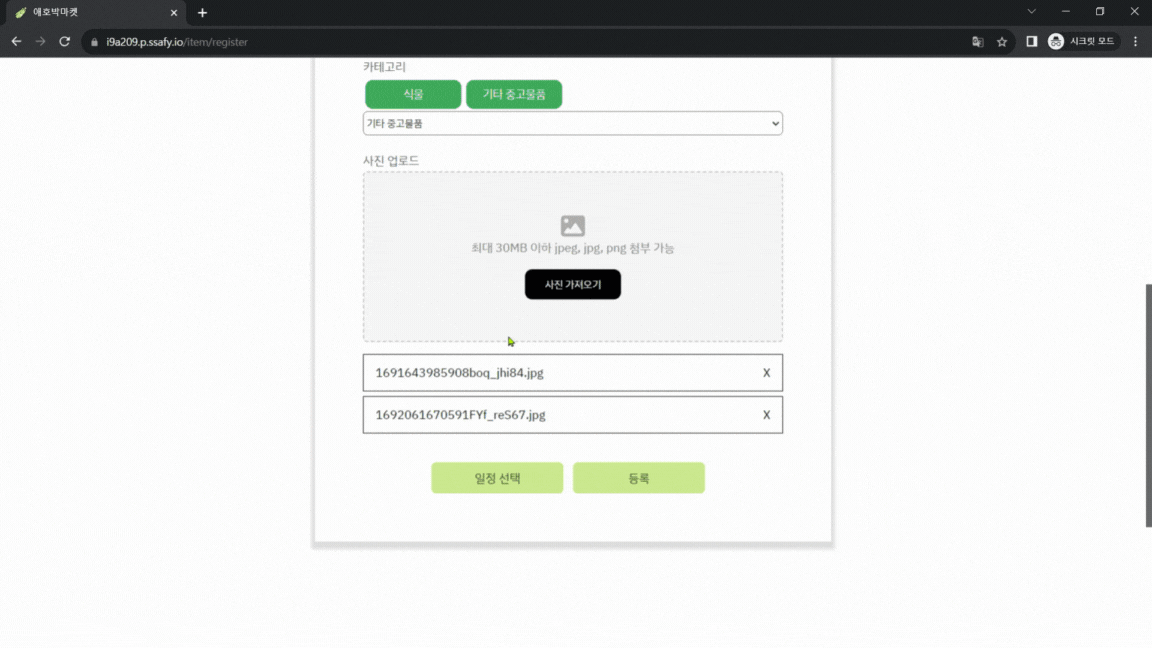 애호박마켓
i9a209.p.ssafy.io/item/register
시크릿 모드
카테고리
식물 기타 중고물품
기타 중고물품
사진 업로드
최대 30MB 이하 jpeg, jpg, png 첨부 가능
사진 가져오기
1691643985908boq_jhi84.jpg X
1692061670591FYf_reS67.jpg X
일정 선택 등록